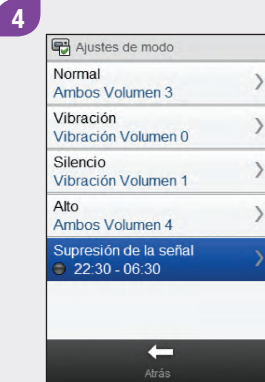 4
Ajustes de modo
Normal
Ambos Volumen 3
Vibración
Vibración Volumen 0
Silencio
Vibración Volumen 1
Alto
Ambos Volumen 4
Supresión de la señal
22:30 - 06:30
Atrás